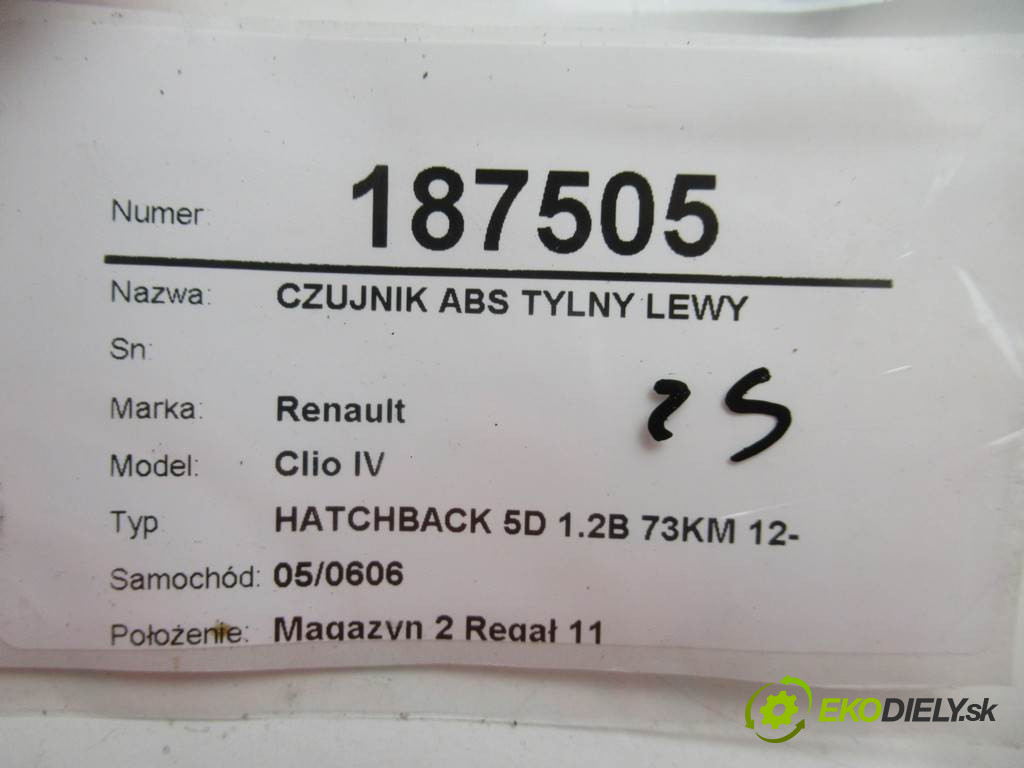 Numer: 187505
Nazwa: CZUJNIK ABS TYLNY LEWY
Sn:
Marka: Renault
Model: Clio IV
Typ HATCHBACK 5D 1.2B 73KM 12-
Samochód: 05/0606
Położenie: Magazyn 2 Regał 11
25
EKODIELY.sk